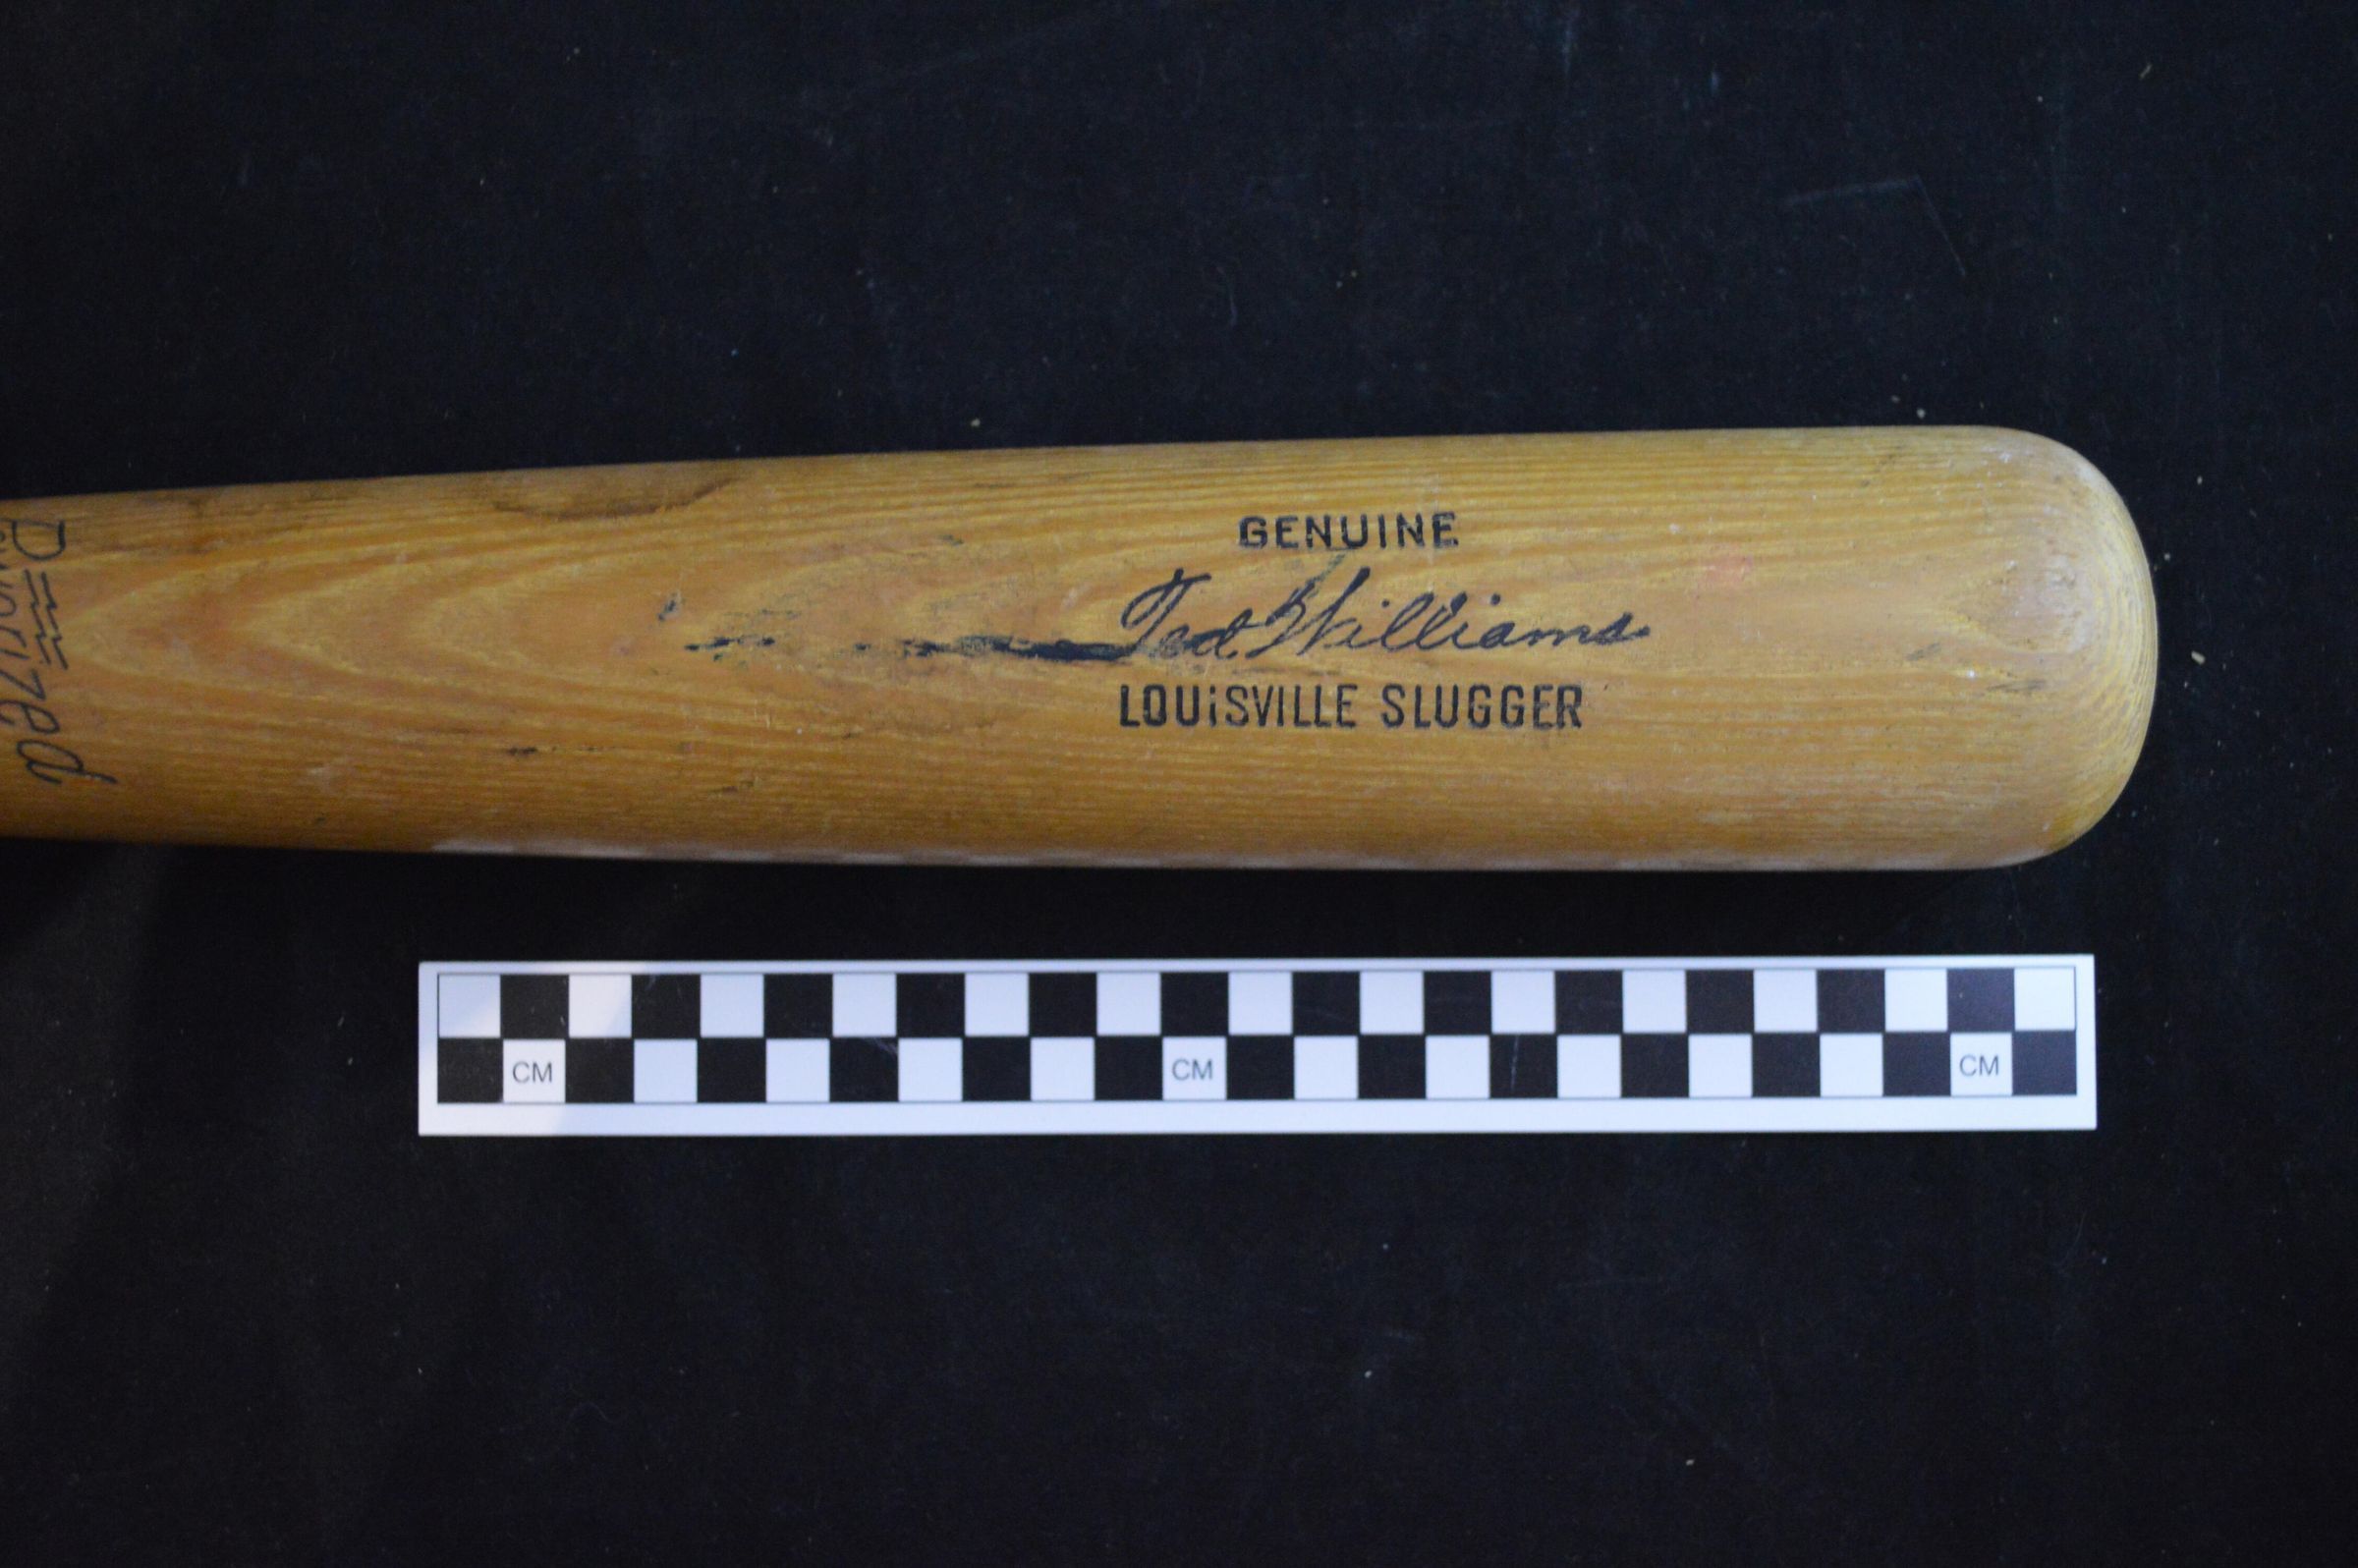 GENUINE
Ted Williams
LOUiSVILLE SLUGGER
CM CM CM